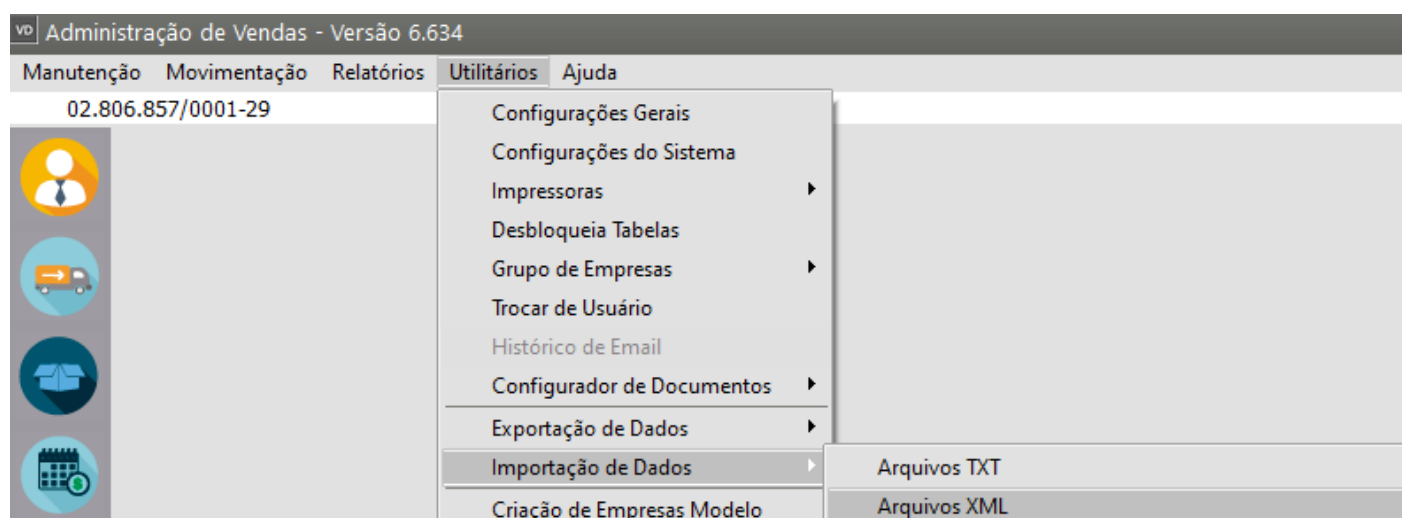 VD Administração de Vendas - Versão 6.634
Manutenção Movimentação Relatórios Utilitários Ajuda
02.806.857/0001-29
Configurações Gerais
Configurações do Sistema
Impressoras
Desbloqueia Tabelas
Grupo de Empresas
Trocar de Usuário
Histórico de Email
Configurador de Documentos
Exportação de Dados
Importação de Dados
Arquivos TXT
Criação de Empresas Modelo
Arquivos XML